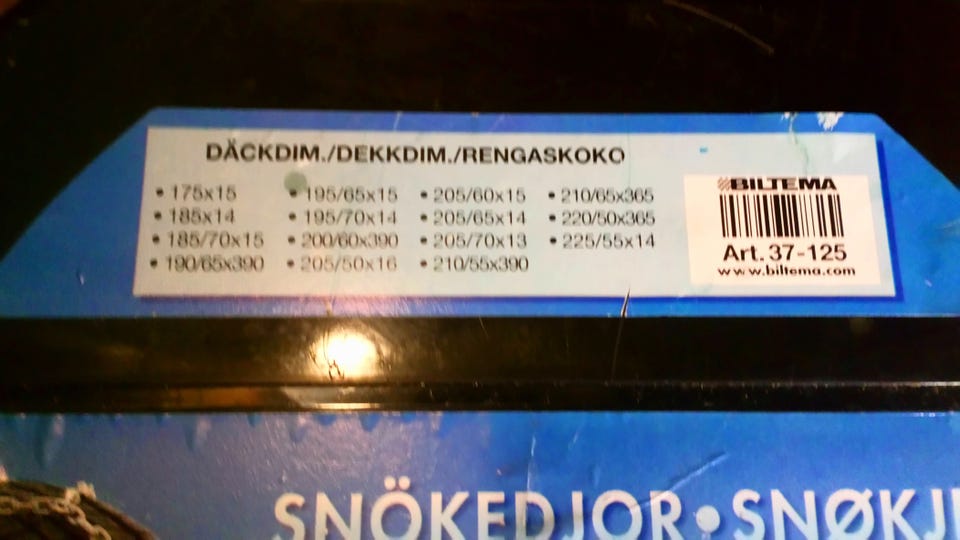 DÄCKDIM./DEKKDIM./RENGASKOKO
• 175x15 • 195/65x15 • 205/60x15 • 210/65x365
• 185x14 • 195/70x14 • 205/65x14 • 220/50x365
• 185/70x15 • 200/60x390 • 205/70x13 • 225/55x14
• 190/65x390 • 205/50x16 • 210/55x390
BILTEMA
Art. 37-125
www.biltema.com
SNÖKEDJOR•SNØKJE